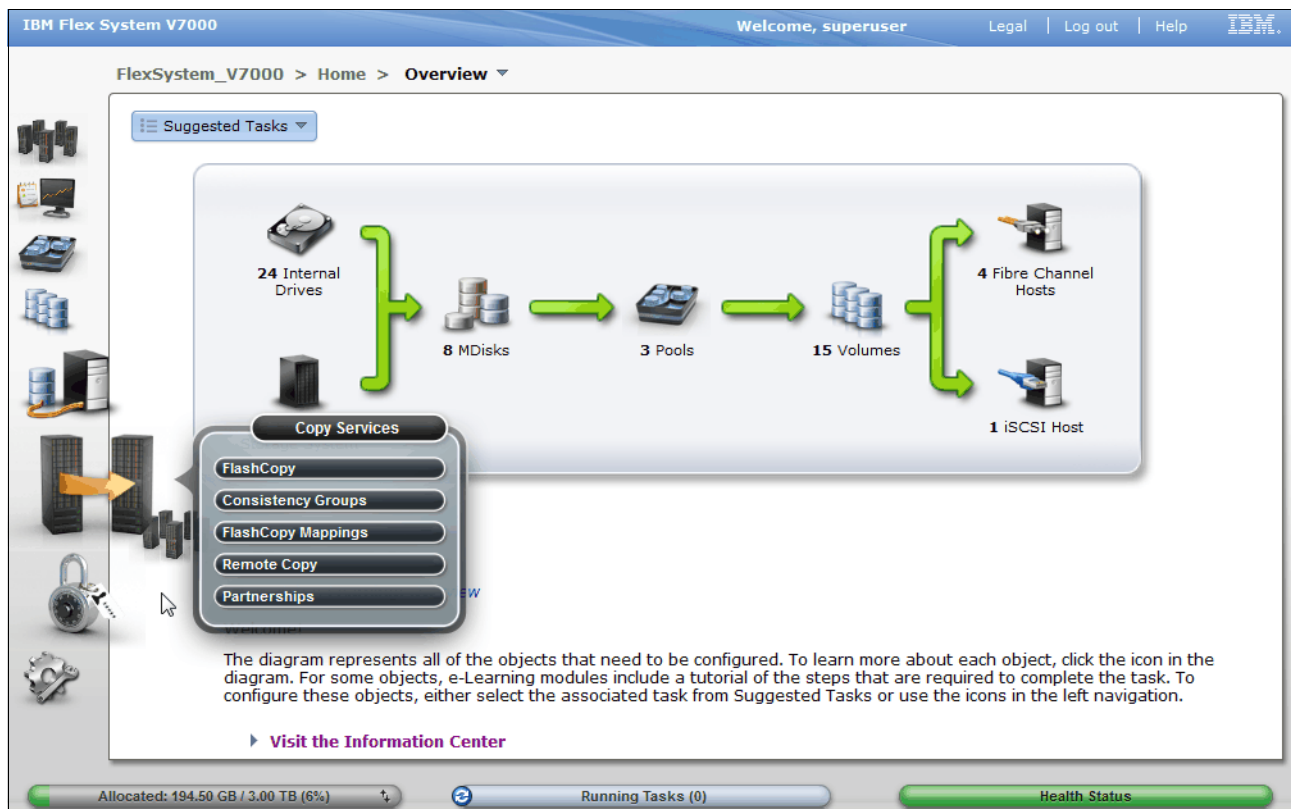 IBM Flex System V7000
Welcome, superuser
Legal | Log out | Help
IBM.
FlexSystem_V7000 > Home > Overview
Suggested Tasks
24 Internal
Drives
8 MDisks
3 Pools
15 Volumes
4 Fibre Channel
Hosts
1 iSCSI Host
Copy Services
FlashCopy
Consistency Groups
FlashCopy Mappings
Remote Copy
Partnerships
Welcome!
The diagram represents all of the objects that need to be configured. To learn more about each object, click the icon in the
diagram. For some objects, e-Learning modules include a tutorial of the steps that are required to complete the task. To
configure these objects, either select the associated task from Suggested Tasks or use the icons in the left navigation.
Visit the Information Center
Allocated: 194.50 GB / 3.00 TB (6%)
Running Tasks (0)
Health Status